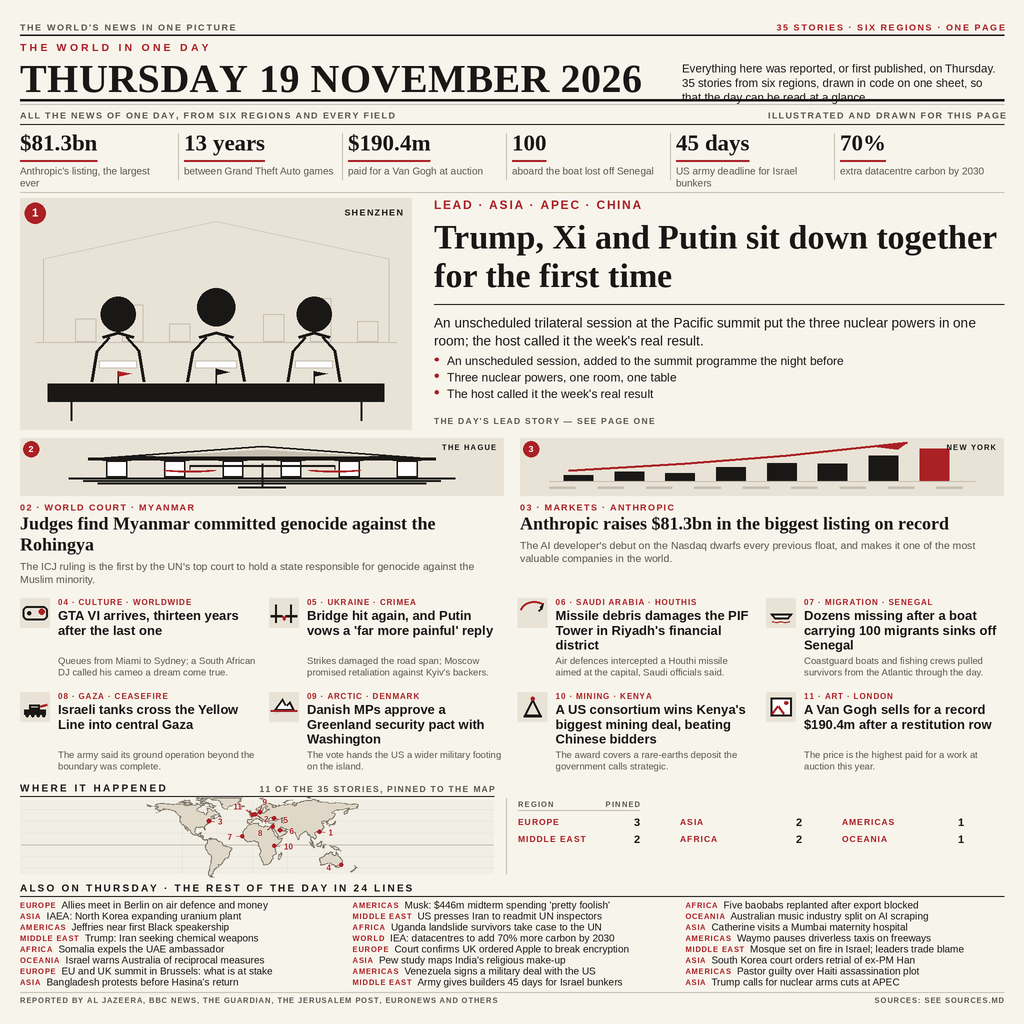 THE WORLD'S NEWS IN ONE PICTURE
35 STORIES · SIX REGIONS · ONE PAGE
THE WORLD IN ONE DAY
THURSDAY 19 NOVEMBER 2026
Everything here was reported, or first published, on Thursday.
35 stories from six regions, drawn in code on one sheet, so
that the day can be read at a glance.
ALL THE NEWS OF ONE DAY, FROM SIX REGIONS AND EVERY FIELD
ILLUSTRATED AND DRAWN FOR THIS PAGE
$81.3bn
Anthropic's listing, the largest
ever
13 years
between Grand Theft Auto games
$190.4m
paid for a Van Gogh at auction
100
aboard the boat lost off Senegal
45 days
US army deadline for Israel
bunkers
70%
extra datacentre carbon by 2030
1
SHENZHEN
LEAD · ASIA · APEC · CHINA
Trump, Xi and Putin sit down together
for the first time
An unscheduled trilateral session at the Pacific summit put the three nuclear powers in one
room; the host called it the week's real result.
• An unscheduled session, added to the summit programme the night before
• Three nuclear powers, one room, one table
• The host called it the week's real result
THE DAY'S LEAD STORY — SEE PAGE ONE
2
THE HAGUE
02 · WORLD COURT · MYANMAR
Judges find Myanmar committed genocide against the
Rohingya
The ICJ ruling is the first by the UN's top court to hold a state responsible for genocide against the
Muslim minority.
3
NEW YORK
03 · MARKETS · ANTHROPIC
Anthropic raises $81.3bn in the biggest listing on record
The AI developer's debut on the Nasdaq dwarfs every previous float, and makes it one of the most
valuable companies in the world.
04 · CULTURE · WORLDWIDE
GTA VI arrives, thirteen years
after the last one
Queues from Miami to Sydney; a South African
DJ called his cameo a dream come true.
05 · UKRAINE · CRIMEA
Bridge hit again, and Putin
vows a 'far more painful' reply
Strikes damaged the road span; Moscow
promised retaliation against Kyiv's backers.
06 · SAUDI ARABIA · HOUTHIS
Missile debris damages the PIF
Tower in Riyadh's financial
district
Air defences intercepted a Houthi missile
aimed at the capital, Saudi officials said.
07 · MIGRATION · SENEGAL
Dozens missing after a boat
carrying 100 migrants sinks off
Senegal
Coastguard boats and fishing crews pulled
survivors from the Atlantic through the day.
08 · GAZA · CEASEFIRE
Israeli tanks cross the Yellow
Line into central Gaza
The army said its ground operation beyond the
boundary was complete.
09 · ARCTIC · DENMARK
Danish MPs approve a
Greenland security pact with
Washington
The vote hands the US a wider military footing
on the island.
10 · MINING · KENYA
A US consortium wins Kenya's
biggest mining deal, beating
Chinese bidders
The award covers a rare-earths deposit the
government calls strategic.
11 · ART · LONDON
A Van Gogh sells for a record
$190.4m after a restitution row
The price is the highest paid for a work at
auction this year.
WHERE IT HAPPENED
11 OF THE 35 STORIES, PINNED TO THE MAP
9
11
3
2
5
8
6
7
1
10
4
REGION PINNED
EUROPE 3
ASIA 2
AMERICAS 1
MIDDLE EAST 2
AFRICA 2
OCEANIA 1
ALSO ON THURSDAY · THE REST OF THE DAY IN 24 LINES
EUROPE Allies meet in Berlin on air defence and money
ASIA IAEA: North Korea expanding uranium plant
AMERICAS Jeffries near first Black speakership
MIDDLE EAST Trump: Iran seeking chemical weapons
AFRICA Somalia expels the UAE ambassador
OCEANIA Israel warns Australia of reciprocal measures
EUROPE EU and UK summit in Brussels: what is at stake
ASIA Bangladesh protests before Hasina's return
AMERICAS Musk: $446m midterm spending 'pretty foolish'
MIDDLE EAST US presses Iran to readmit UN inspectors
AFRICA Uganda landslide survivors take case to the UN
WORLD IEA: datacentres to add 70% more carbon by 2030
EUROPE Court confirms UK ordered Apple to break encryption
ASIA Pew study maps India's religious make-up
AMERICAS Venezuela signs a military deal with the US
MIDDLE EAST Army gives builders 45 days for Israel bunkers
AFRICA Five baobabs replanted after export blocked
OCEANIA Australian music industry split on AI scraping
ASIA Catherine visits a Mumbai maternity hospital
AMERICAS Waymo pauses driverless taxis on freeways
MIDDLE EAST Mosque set on fire in Israel; leaders trade blame
ASIA South Korea court orders retrial of ex-PM Han
AMERICAS Pastor guilty over Haiti assassination plot
ASIA Trump calls for nuclear arms cuts at APEC
REPORTED BY AL JAZEERA, BBC NEWS, THE GUARDIAN, THE JERUSALEM POST, EURONEWS AND OTHERS
SOURCES: SEE SOURCES.MD